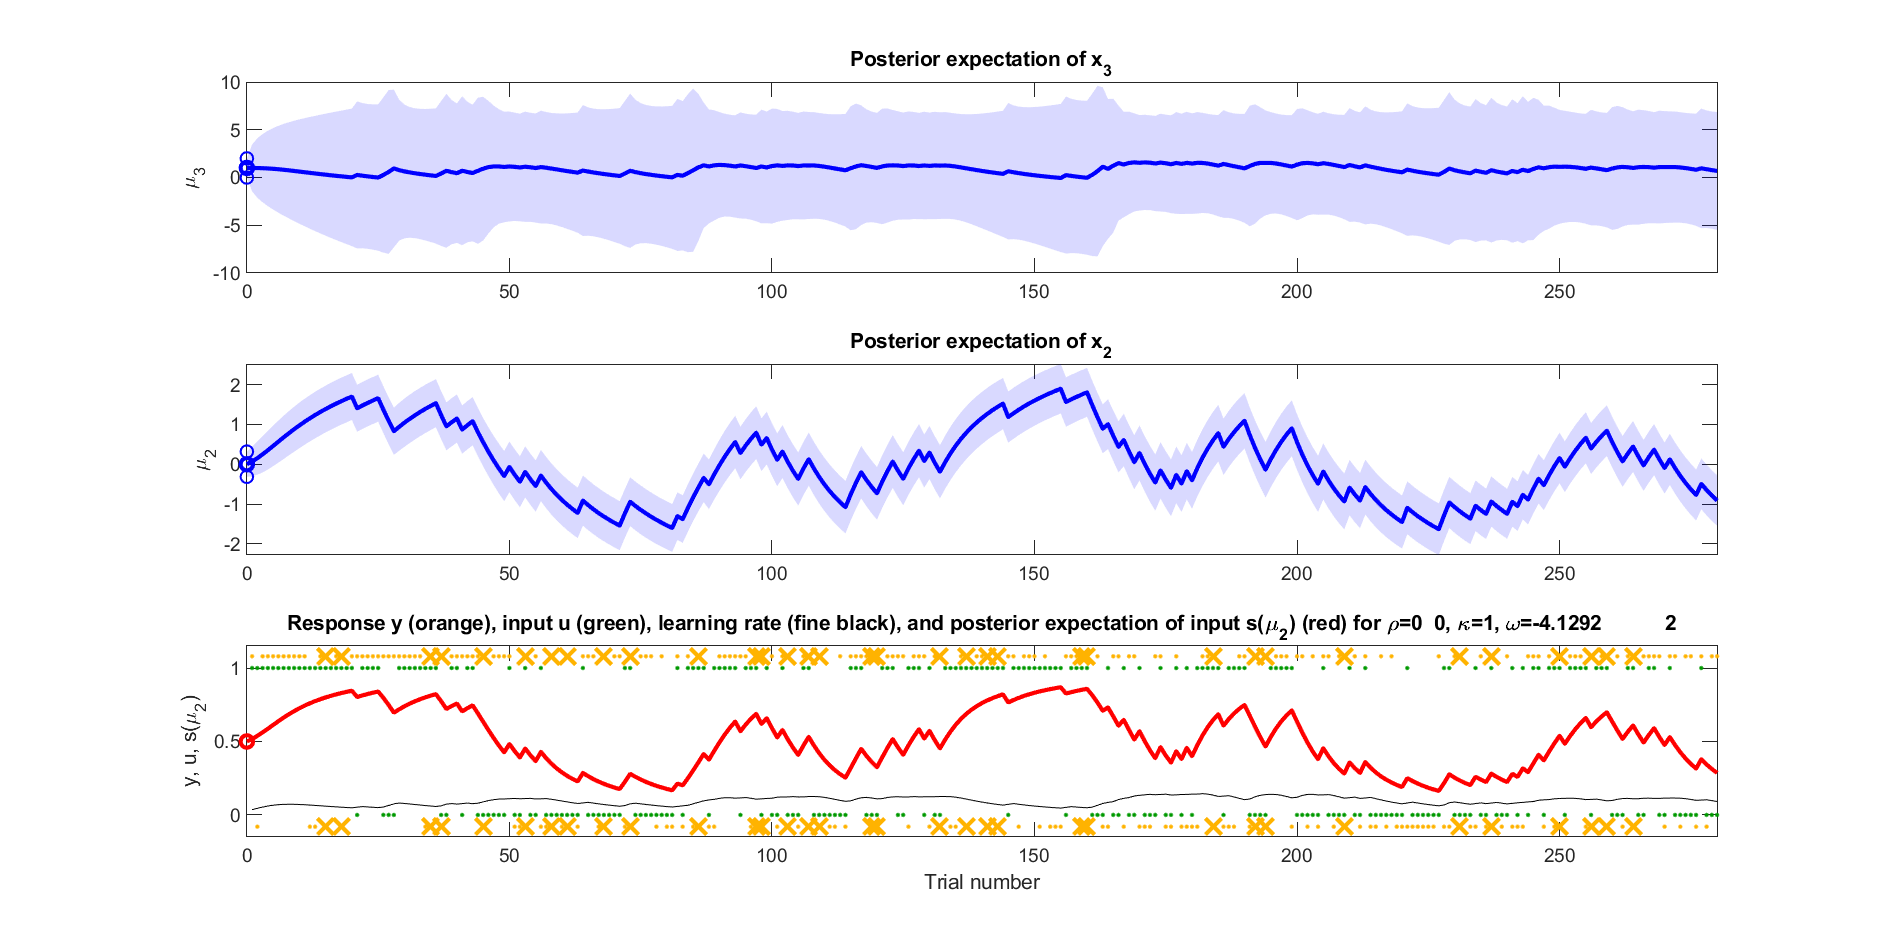 Posterior expectation of x3
10
5
0
-5
-10
μ3
0 50 100 150 200 250
Posterior expectation of x2
2
1
0
-1
-2
μ2
0 50 100 150 200 250
Response y (orange), input u (green), learning rate (fine black), and posterior expectation of input s(μ2) (red) for ρ=0 0, κ=1, ω=-4.1292 2
1
0.5
0
y, u, s(μ2)
0 50 100 150 200 250
Trial number